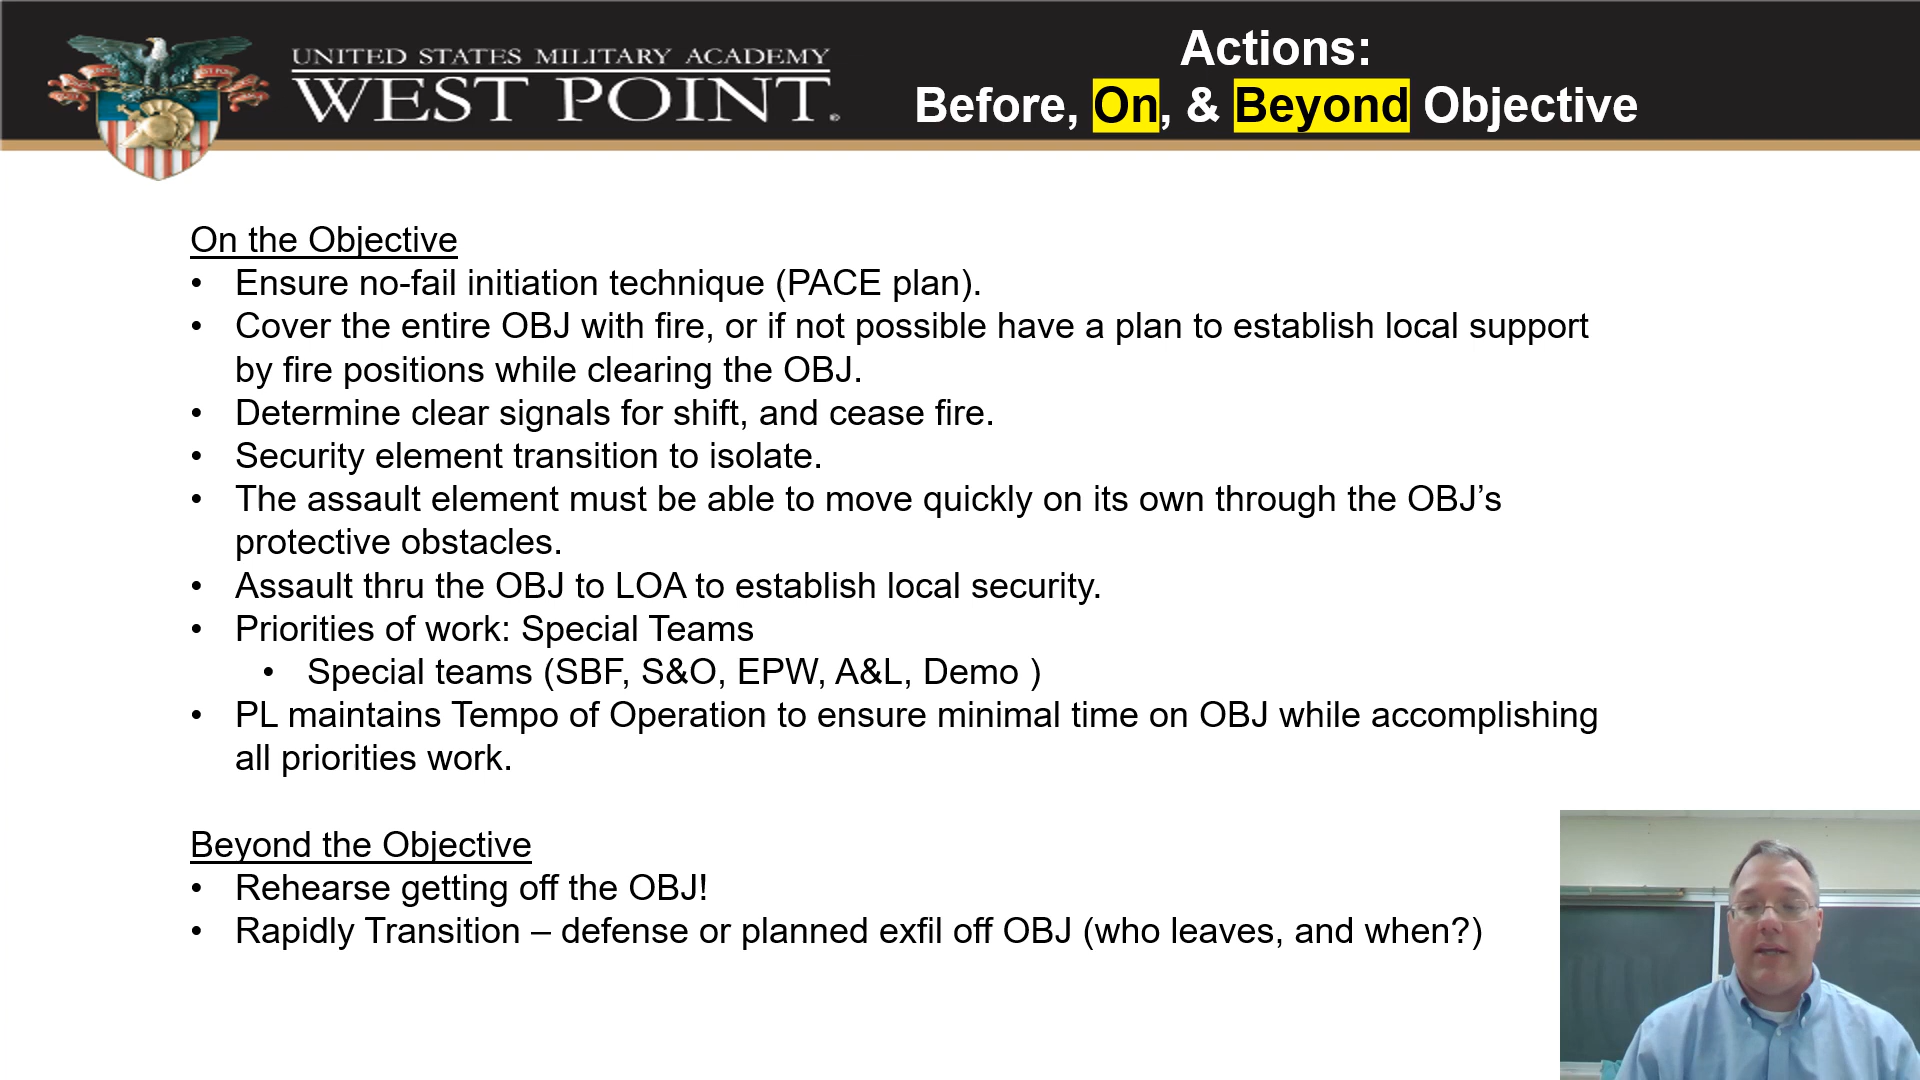 UNITED STATES MILITARY ACADEMY
WEST POINT
Actions:
Before, On, & Beyond Objective
On the Objective
• Ensure no-fail initiation technique (PACE plan).
• Cover the entire OBJ with fire, or if not possible have a plan to establish local support
by fire positions while clearing the OBJ.
• Determine clear signals for shift, and cease fire.
• Security element transition to isolate.
• The assault element must be able to move quickly on its own through the OBJ’s
protective obstacles.
• Assault thru the OBJ to LOA to establish local security.
• Priorities of work: Special Teams
• Special teams (SBF, S&O, EPW, A&L, Demo )
• PL maintains Tempo of Operation to ensure minimal time on OBJ while accomplishing
all priorities work.
Beyond the Objective
• Rehearse getting off the OBJ!
• Rapidly Transition – defense or planned exfil off OBJ (who leaves, and when?)